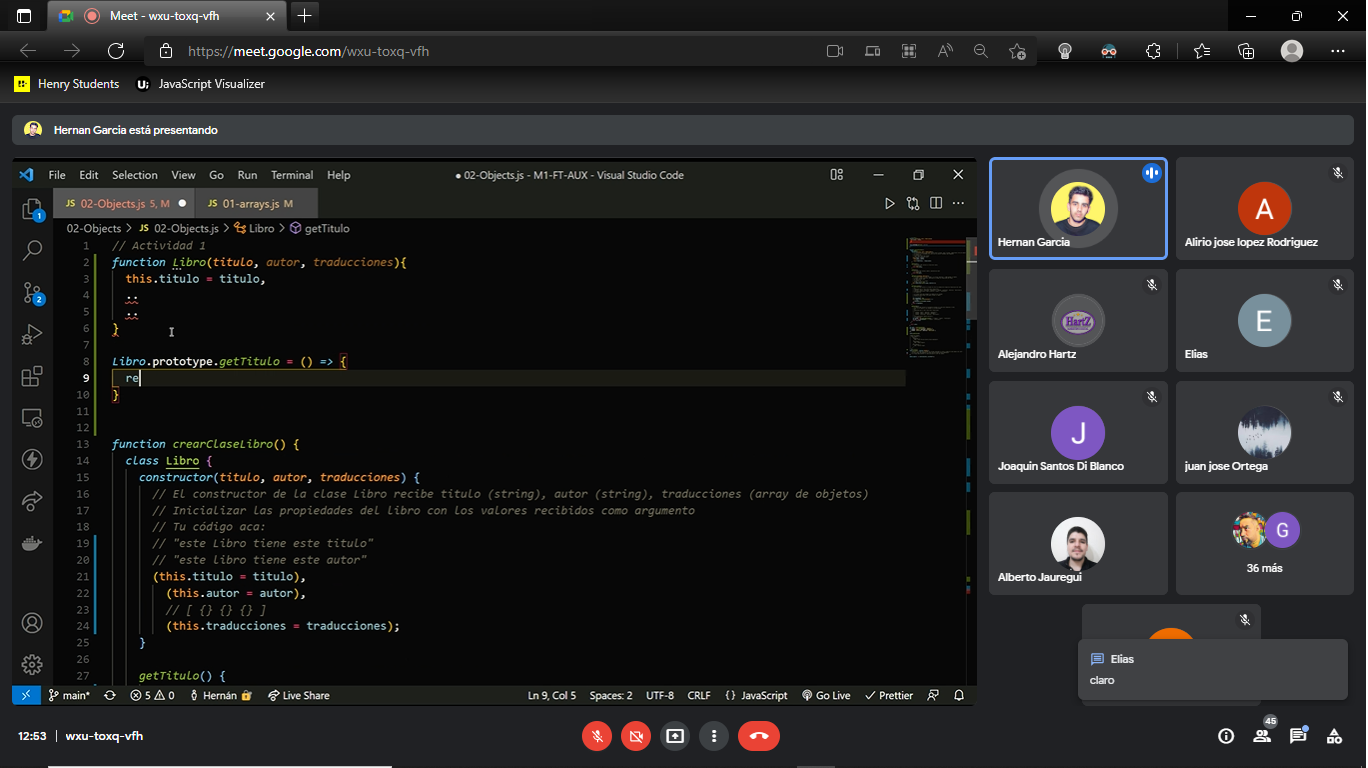 Meet - wxu-toxq-vfh
https://meet.google.com/wxu-toxq-vfh
Henry Students
U;
JavaScript Visualizer
Hernan Garcia está presentando
File Edit Selection View Go Run Terminal Help
● 02-Objects.js - M1-FT-AUX - Visual Studio Code
JS 02-Objects.js 5, M ●
JS 01-arrays.js M
02-Objects > JS 02-Objects.js > Libro > getTitulo
1 // Actividad 1
2 function Libro(titulo, autor, traducciones){
3 this.titulo = titulo,
4 ..
5 ..
6 }
7
8 Libro.prototype.getTitulo = () => {
9 re
10 }
11
12
13 function crearClaseLibro() {
14 class Libro {
15 constructor(titulo, autor, traducciones) {
16 // El constructor de la clase Libro recibe titulo (string), autor (string), traducciones (array de objetos)
17 // Inicializar las propiedades del libro con los valores recibidos como argumento
18 // Tu código aca:
19 // "este Libro tiene este titulo"
20 // "este Libro tiene este autor"
21 (this.titulo = titulo),
22 (this.autor = autor),
23 // [ {} {} {} ]
24 (this.traducciones = traducciones);
25 }
26
27 getTitulo() {
1
2
main* 5 0 Hernán Live Share
Ln 9, Col 5 Spaces: 2 UTF-8 CRLF {} JavaScript Go Live Prettier
Hernan Garcia
A
Alirio jose lopez Rodriguez
HartZ
Alejandro Hartz
E
Elias
J
Joaquin Santos Di Blanco
juan jose Ortega
Alberto Jauregui
G
36 más
Elias
claro
12:53 | wxu-toxq-vfh
45